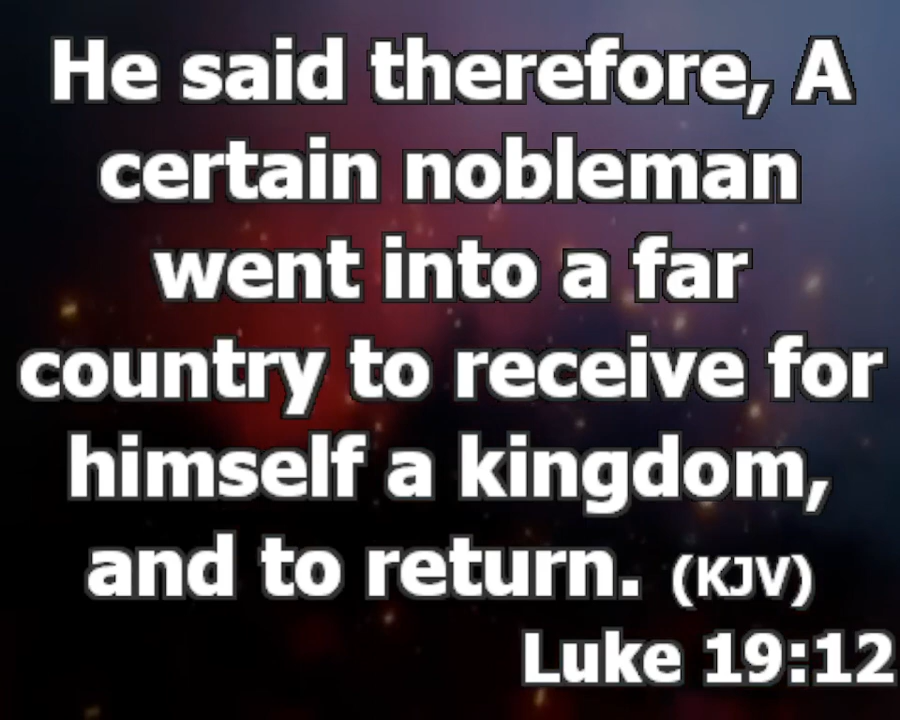 He said therefore, A
certain nobleman
went into a far
country to receive for
himself a kingdom,
and to return. (KJV)
Luke 19:12